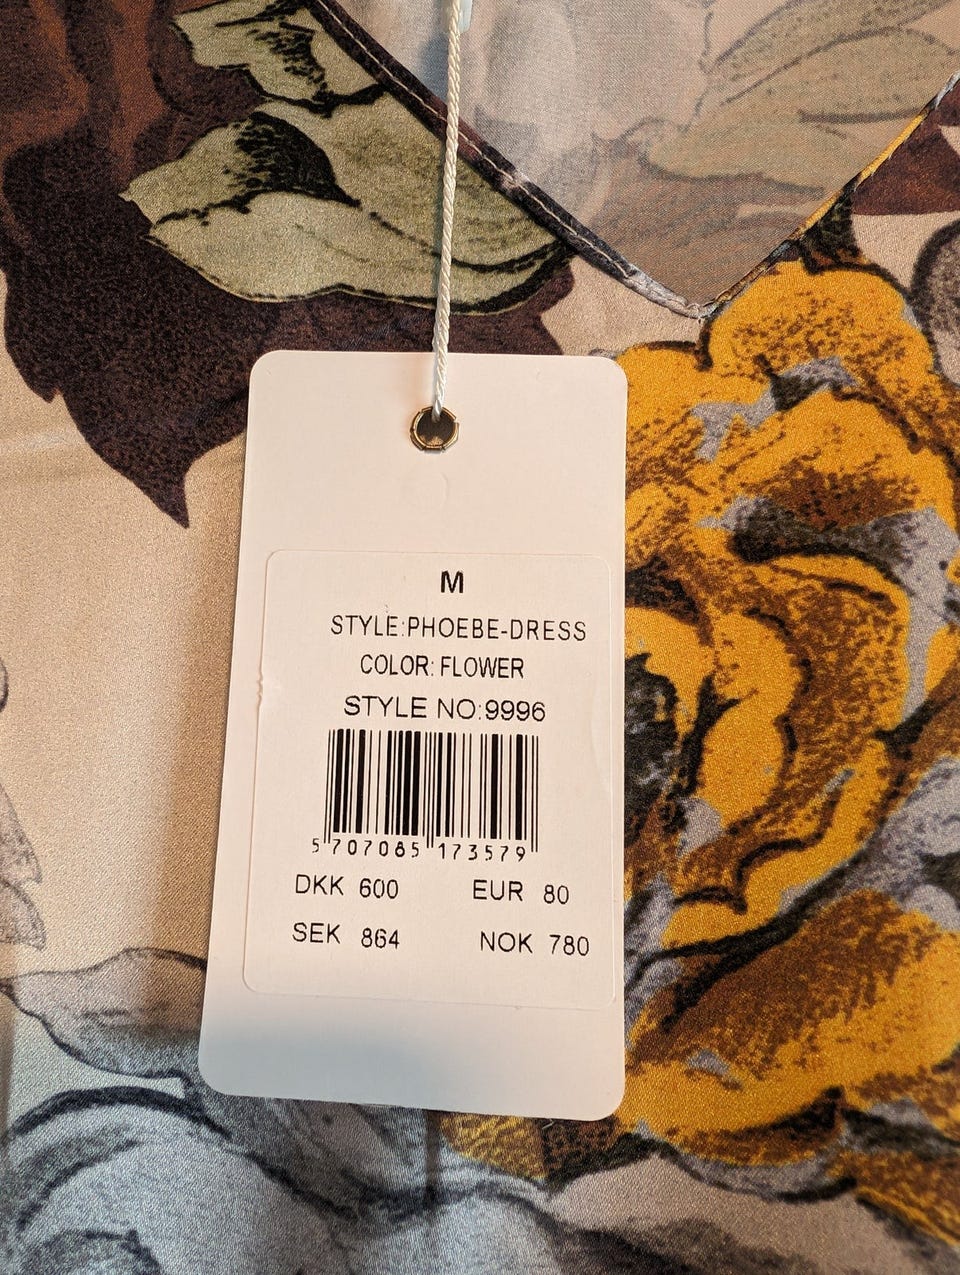 M
STYLE:PHOEBE-DRESS
COLOR: FLOWER
STYLE NO:9996
5 707085 173579
DKK 600 EUR 80
SEK 864 NOK 780